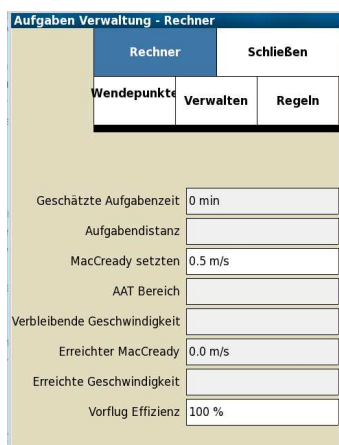 Aufgaben Verwaltung - Rechner
Rechner Schließen
Wendepunkte Verwalten Regeln
Geschätzte Aufgabenzeit 0 min
Aufgabendistanz
MacCready setzten 0.5 m/s
AAT Bereich
Verbleibende Geschwindigkeit
Erreichter MacCready 0.0 m/s
Erreichte Geschwindigkeit
Vorflug Effizienz 100 %